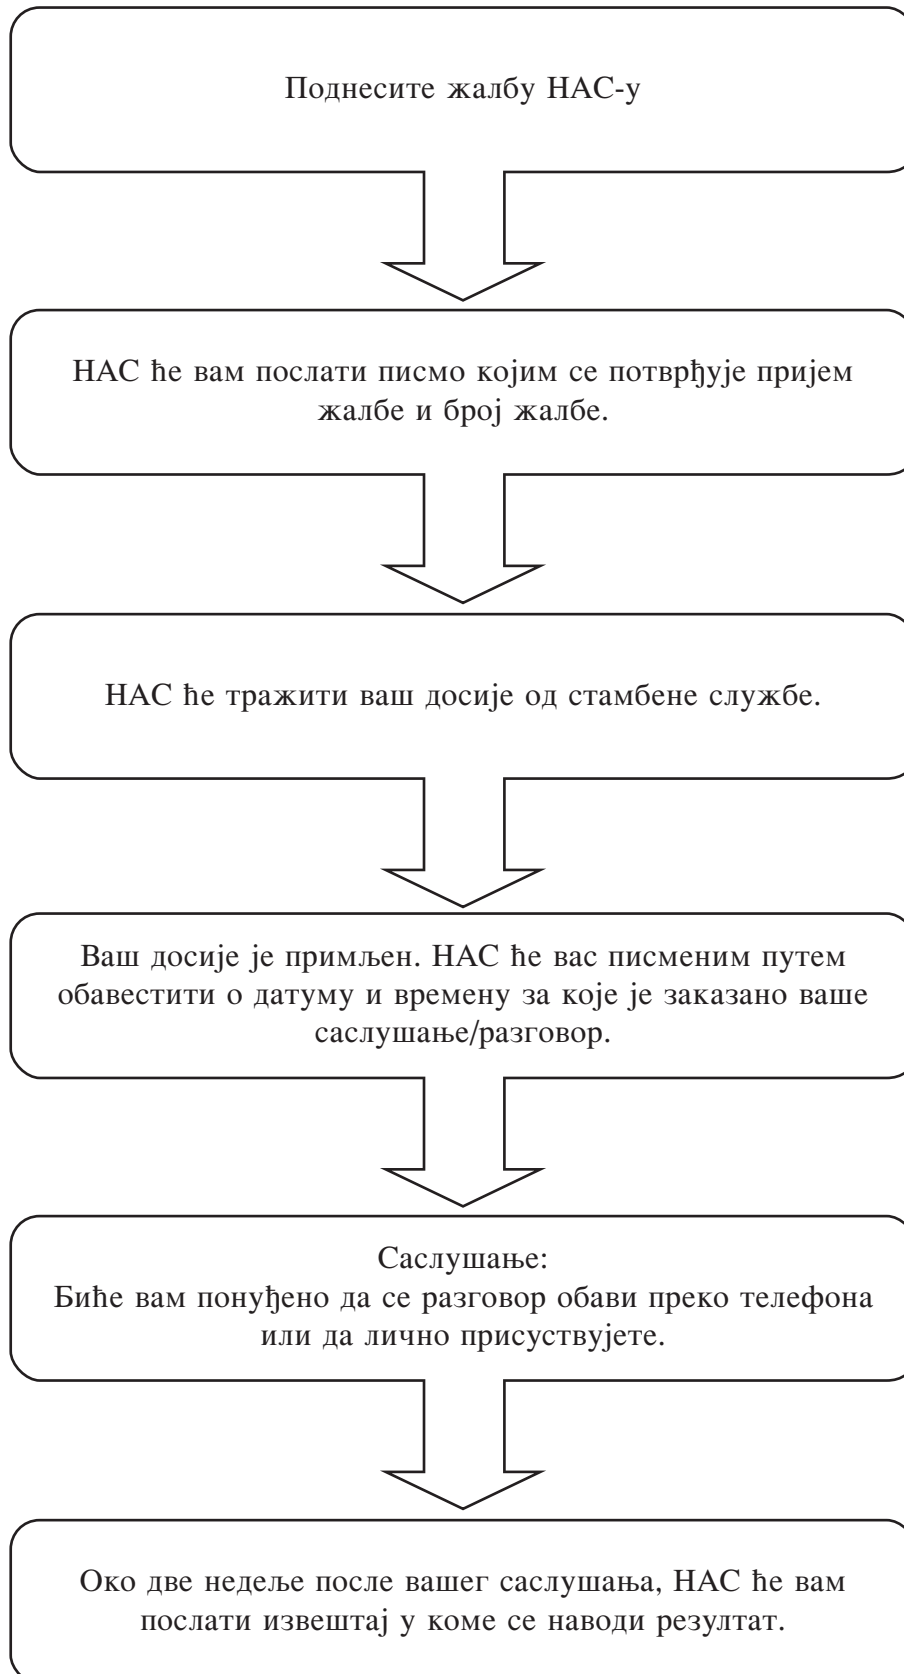 Поднесите жалбу НАС-у
НАС ће вам послати писмо којим се потврђује пријем
жалбе и број жалбе.
НАС ће тражити ваш досије од стамбене службе.
Ваш досије је примљен. НАС ће вас писменим путем
обавестити о датуму и времену за које је заказано ваше
саслушање/разговор.
Саслушање:
Биће вам понуђено да се разговор обави преко телефона
или да лично присуствујете.
Око две недеље после вашег саслушања, НАС ће вам
послати извештај у коме се наводи резултат.